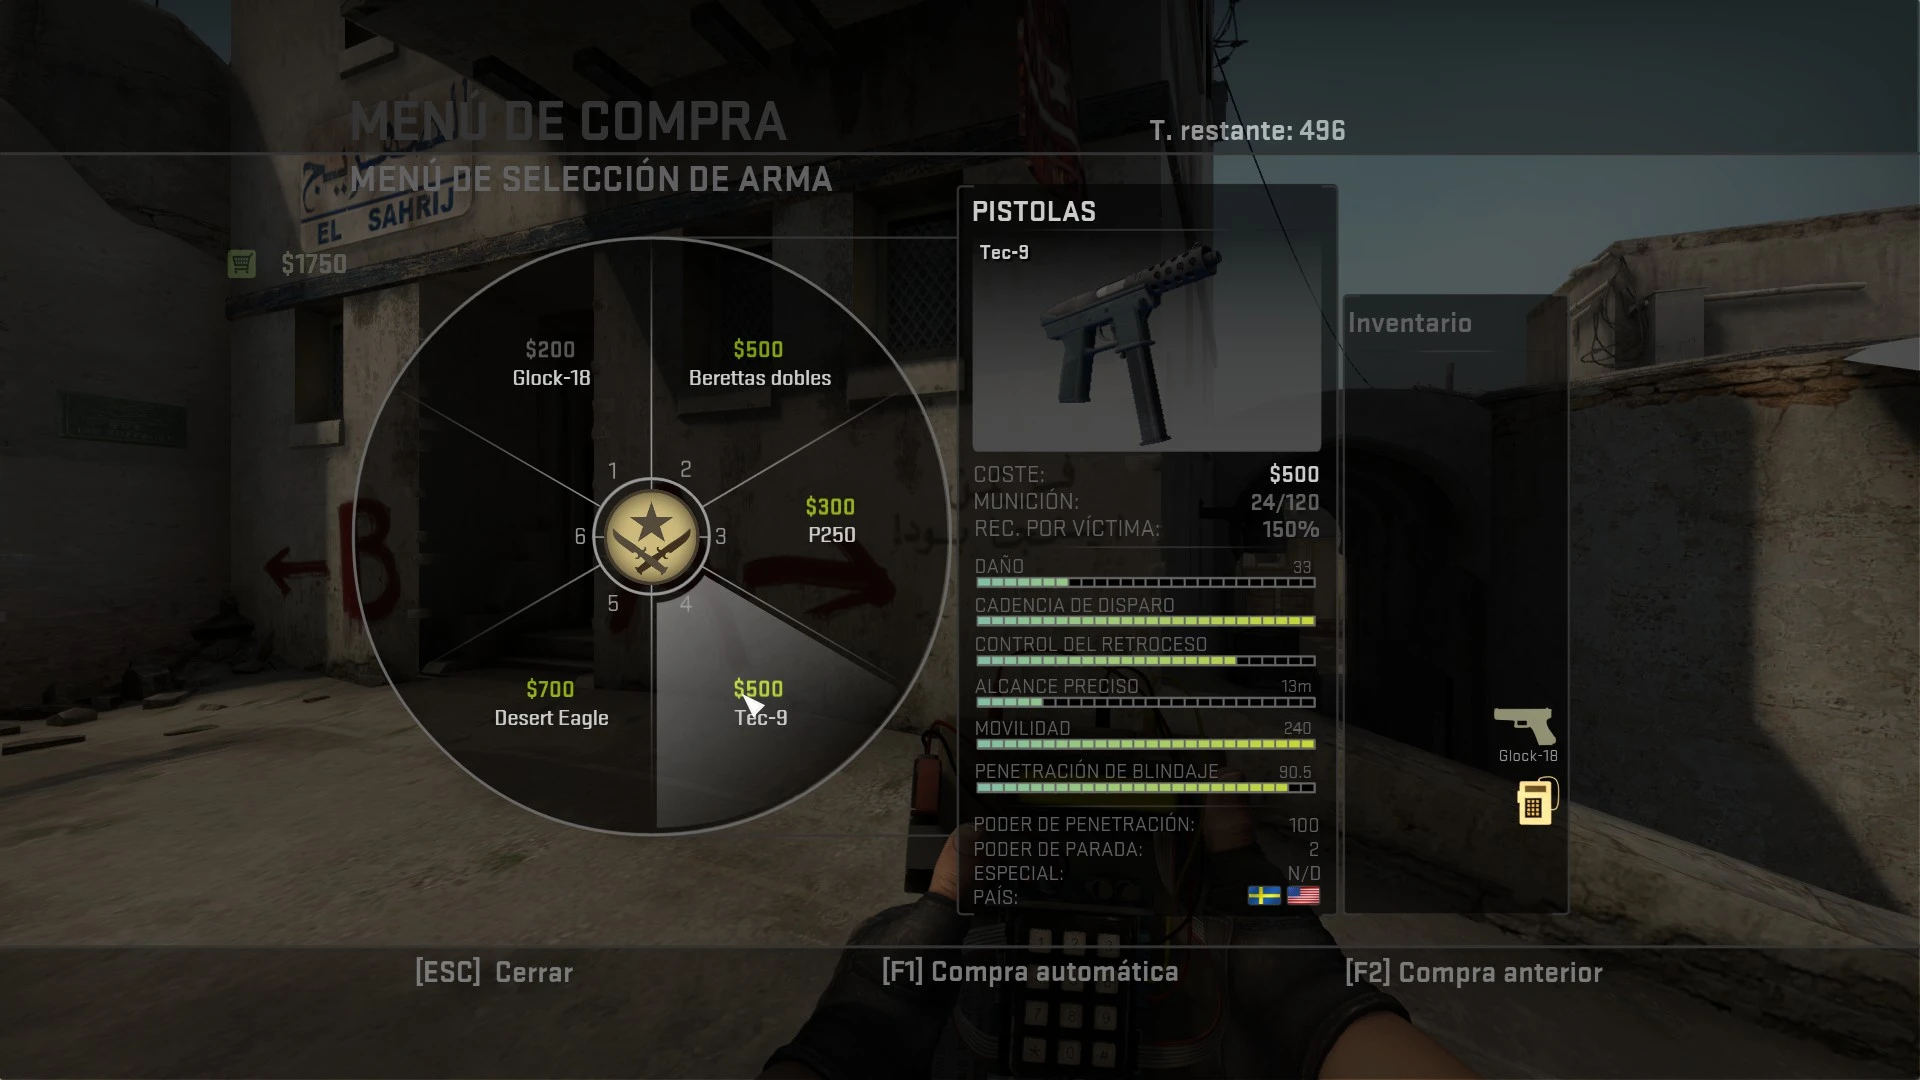 MENÚ DE COMPRA
T. restante: 496
MENÚ DE SELECCIÓN DE ARMA
EL SAHRIJ
$1750
$200
Glock-18
$500
Berettas dobles
$300
P250
$500
Tec-9
$700
Desert Eagle
1
2
3
4
5
6
B
PISTOLAS
Tec-9
COSTE: $500
MUNICIÓN: 24/120
REC. POR VÍCTIMA: 150%
DAÑO 33
CADENCIA DE DISPARO
CONTROL DEL RETROCESO
ALCANCE PRECISO 13m
MOVILIDAD 240
PENETRACIÓN DE BLINDAJE 90.5
PODER DE PENETRACIÓN: 100
PODER DE PARADA: 2
ESPECIAL: N/D
PAÍS:
Inventario
Glock-18
[ESC] Cerrar
[F1] Compra automática
[F2] Compra anterior